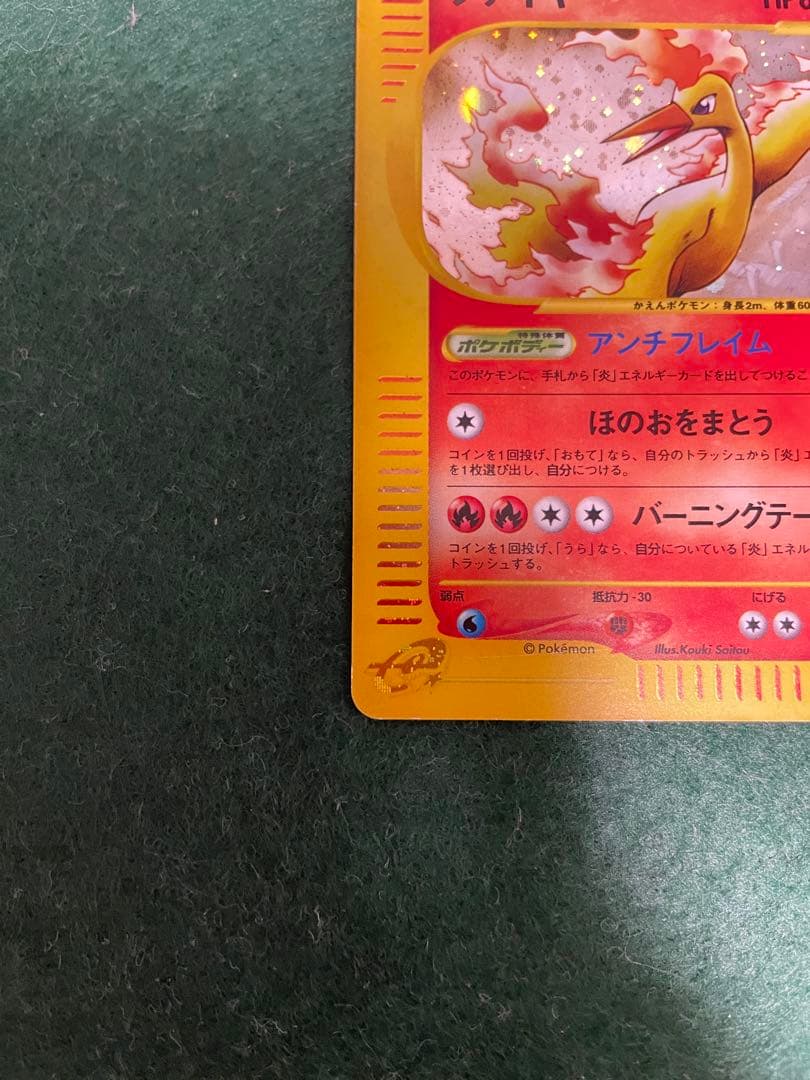 ファイヤー HP
かえんポケモン：身長2m、体重60
特殊体質
ポケボディー アンチフレイム
このポケモンに、手札から「炎」エネルギーカードを出してつけるこ
ほのおをまとう
コインを1回投げ、「おもて」なら、自分のトラッシュから「炎」エ
を1枚選び出し、自分につける。
バーニングテー
コインを1回投げ、「うら」なら、自分についている「炎」エネル
トラッシュする。
弱点 抵抗力-30 にげる
© Pokémon Illus.Kouki Saitou